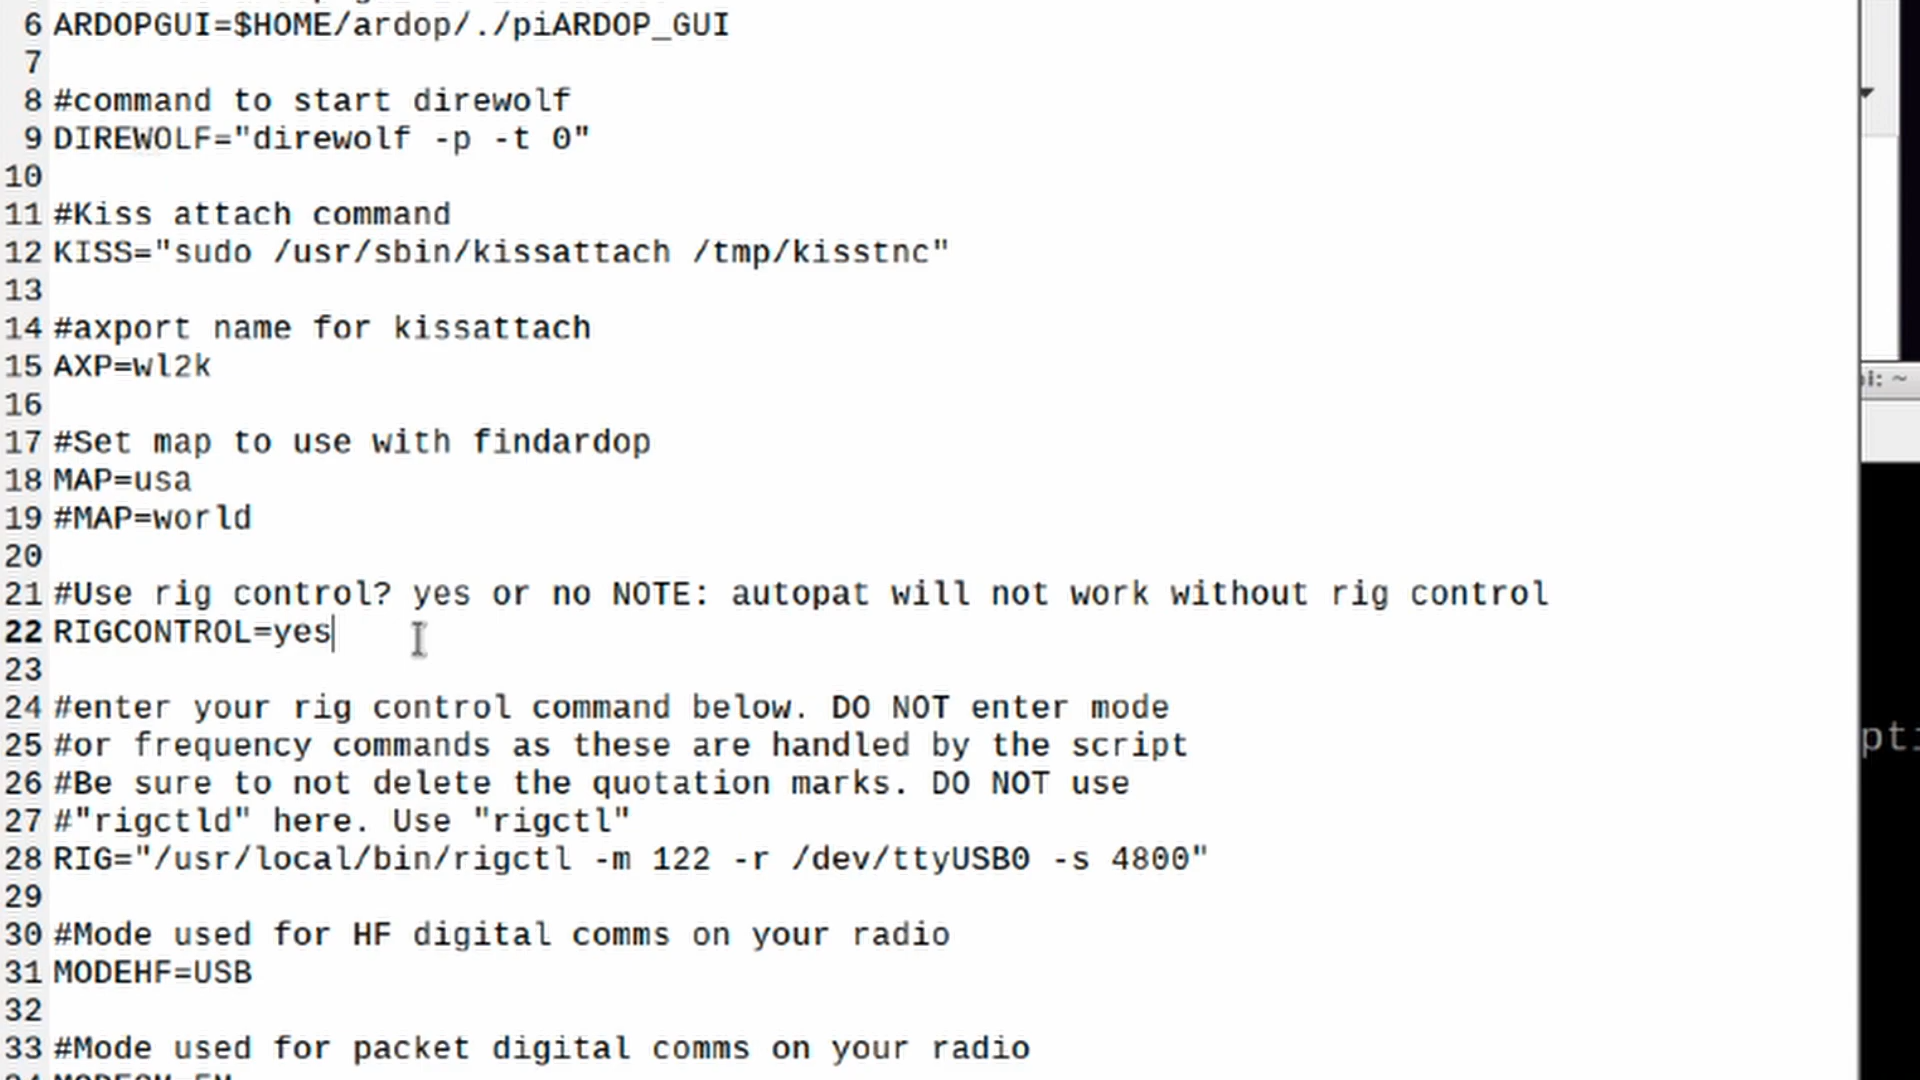 6 ARDOPGUI=$HOME/ardop/./piARDOP_GUI
7
8 #command to start direwolf
9 DIREWOLF="direwolf -p -t 0"
10
11 #Kiss attach command
12 KISS="sudo /usr/sbin/kissattach /tmp/kisstnc"
13
14 #axport name for kissattach
15 AXP=wl2k
16
17 #Set map to use with findardop
18 MAP=usa
19 #MAP=world
20
21 #Use rig control? yes or no NOTE: autopat will not work without rig control
22 RIGCONTROL=yes
23
24 #enter your rig control command below. DO NOT enter mode
25 #or frequency commands as these are handled by the script
26 #Be sure to not delete the quotation marks. DO NOT use
27 #"rigctld" here. Use "rigctl"
28 RIG="/usr/local/bin/rigctl -m 122 -r /dev/ttyUSB0 -s 4800"
29
30 #Mode used for HF digital comms on your radio
31 MODEHF=USB
32
33 #Mode used for packet digital comms on your radio
i: ~
pti